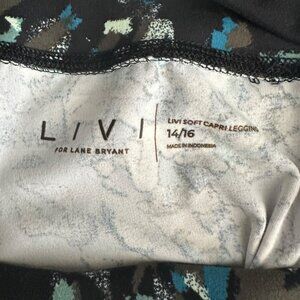 LIVI
FOR LANE BRYANT
LIVI SOFT CAPRI LEGGING
14/16
MADE IN INDONESIA